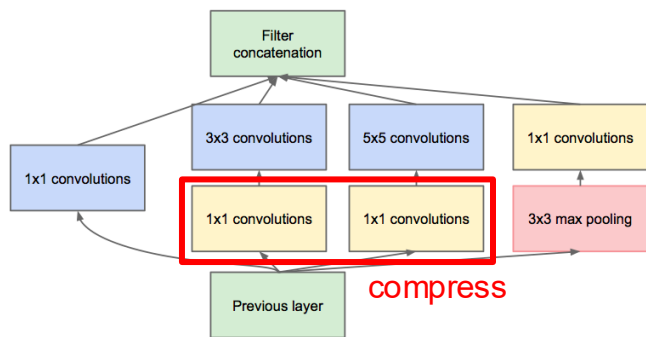 Filter
concatenation
3x3 convolutions
5x5 convolutions
1x1 convolutions
1x1 convolutions
1x1 convolutions
1x1 convolutions
3x3 max pooling
Previous layer
compress